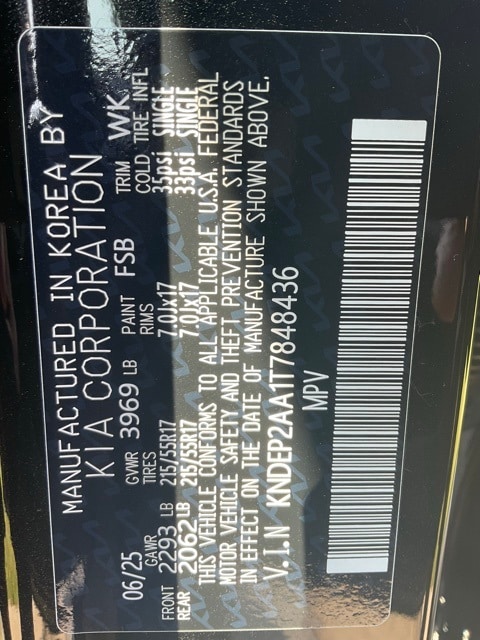 MANUFACTURED IN KOREA BY
KIA CORPORATION
06/25 GVWR 3969 LB PAINT FSB TRIM WK
GAWR TIRES RIMS COLD TIRE INFL
FRONT 2293 LB 215/55R17 7.0Jx17 35psi SINGLE
REAR 2062 LB 215/55R17 7.0Jx17 33psi SINGLE
THIS VEHICLE CONFORMS TO ALL APPLICABLE U.S.A. FEDERAL
MOTOR VEHICLE SAFETY AND THEFT PREVENTION STANDARDS
IN EFFECT ON THE DATE OF MANUFACTURE SHOWN ABOVE.
V.I.N KNDEP2AA1T7848436
MPV